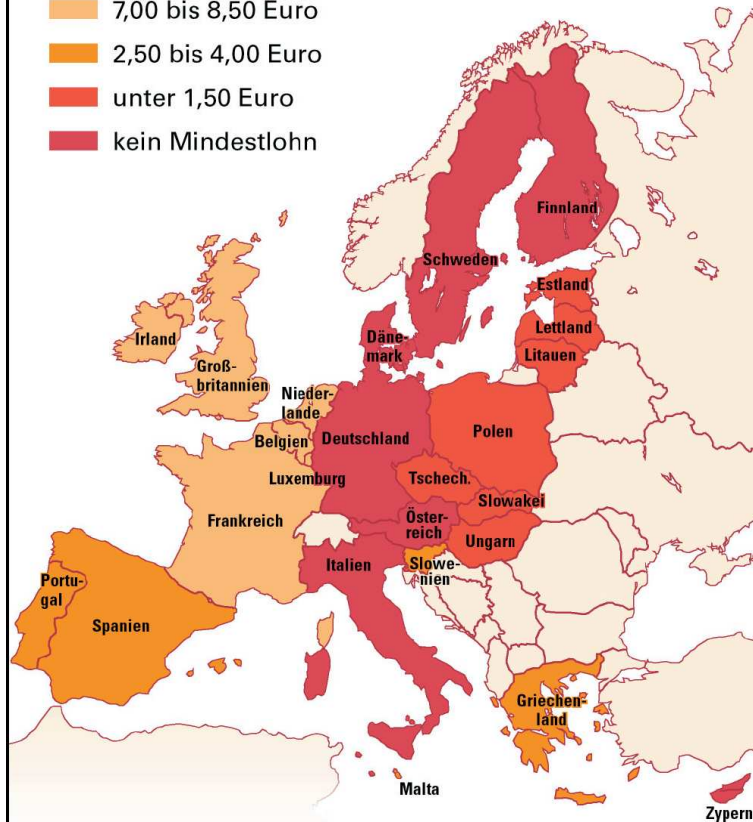 7,00 bis 8,50 Euro
2,50 bis 4,00 Euro
unter 1,50 Euro
kein Mindestlohn
Finnland
Schweden
Estland
Lettland
Litauen
Däne-
mark
Irland
Groß-
britannien
Nieder-
lande
Belgien
Deutschland
Polen
Luxemburg
Tschech.
Slowakei
Frankreich
Öster-
reich
Ungarn
Italien
Slowe-
nien
Portu-
gal
Spanien
Griechen-
land
Malta
Zypern